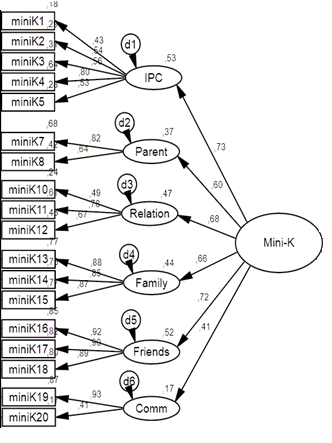 ,18
miniK1
d1
,43
,53
miniK2
,54
miniK3
,56
IPC
miniK4
,80
,53
miniK5
,73
,68
d2
,37
miniK7
,82
Parent
miniK8
,64
,60
,24
d3
miniK10
,49
,47
miniK11
,78
Relation
,68
miniK12
,67
Mini-K
,77
d4
,66
miniK13
,88
,44
miniK14
,85
Family
miniK15
,87
,72
,85
d5
,41
miniK16
,92
,52
miniK17
Friends
miniK18
,89
,87
d6
,17
miniK19
,93
Comm
miniK20
,41